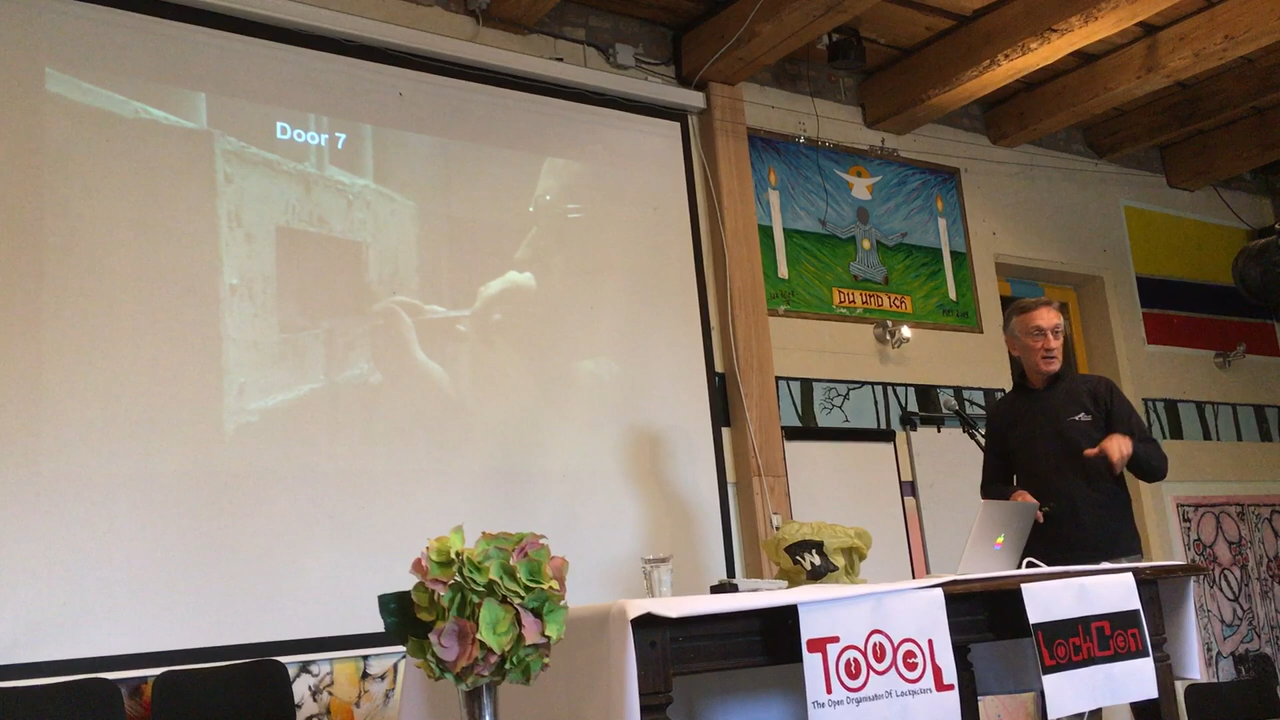 Door 7
DU UND ICH
W
TOOOL
The Open Organisation Of Lockpickers
LockCon